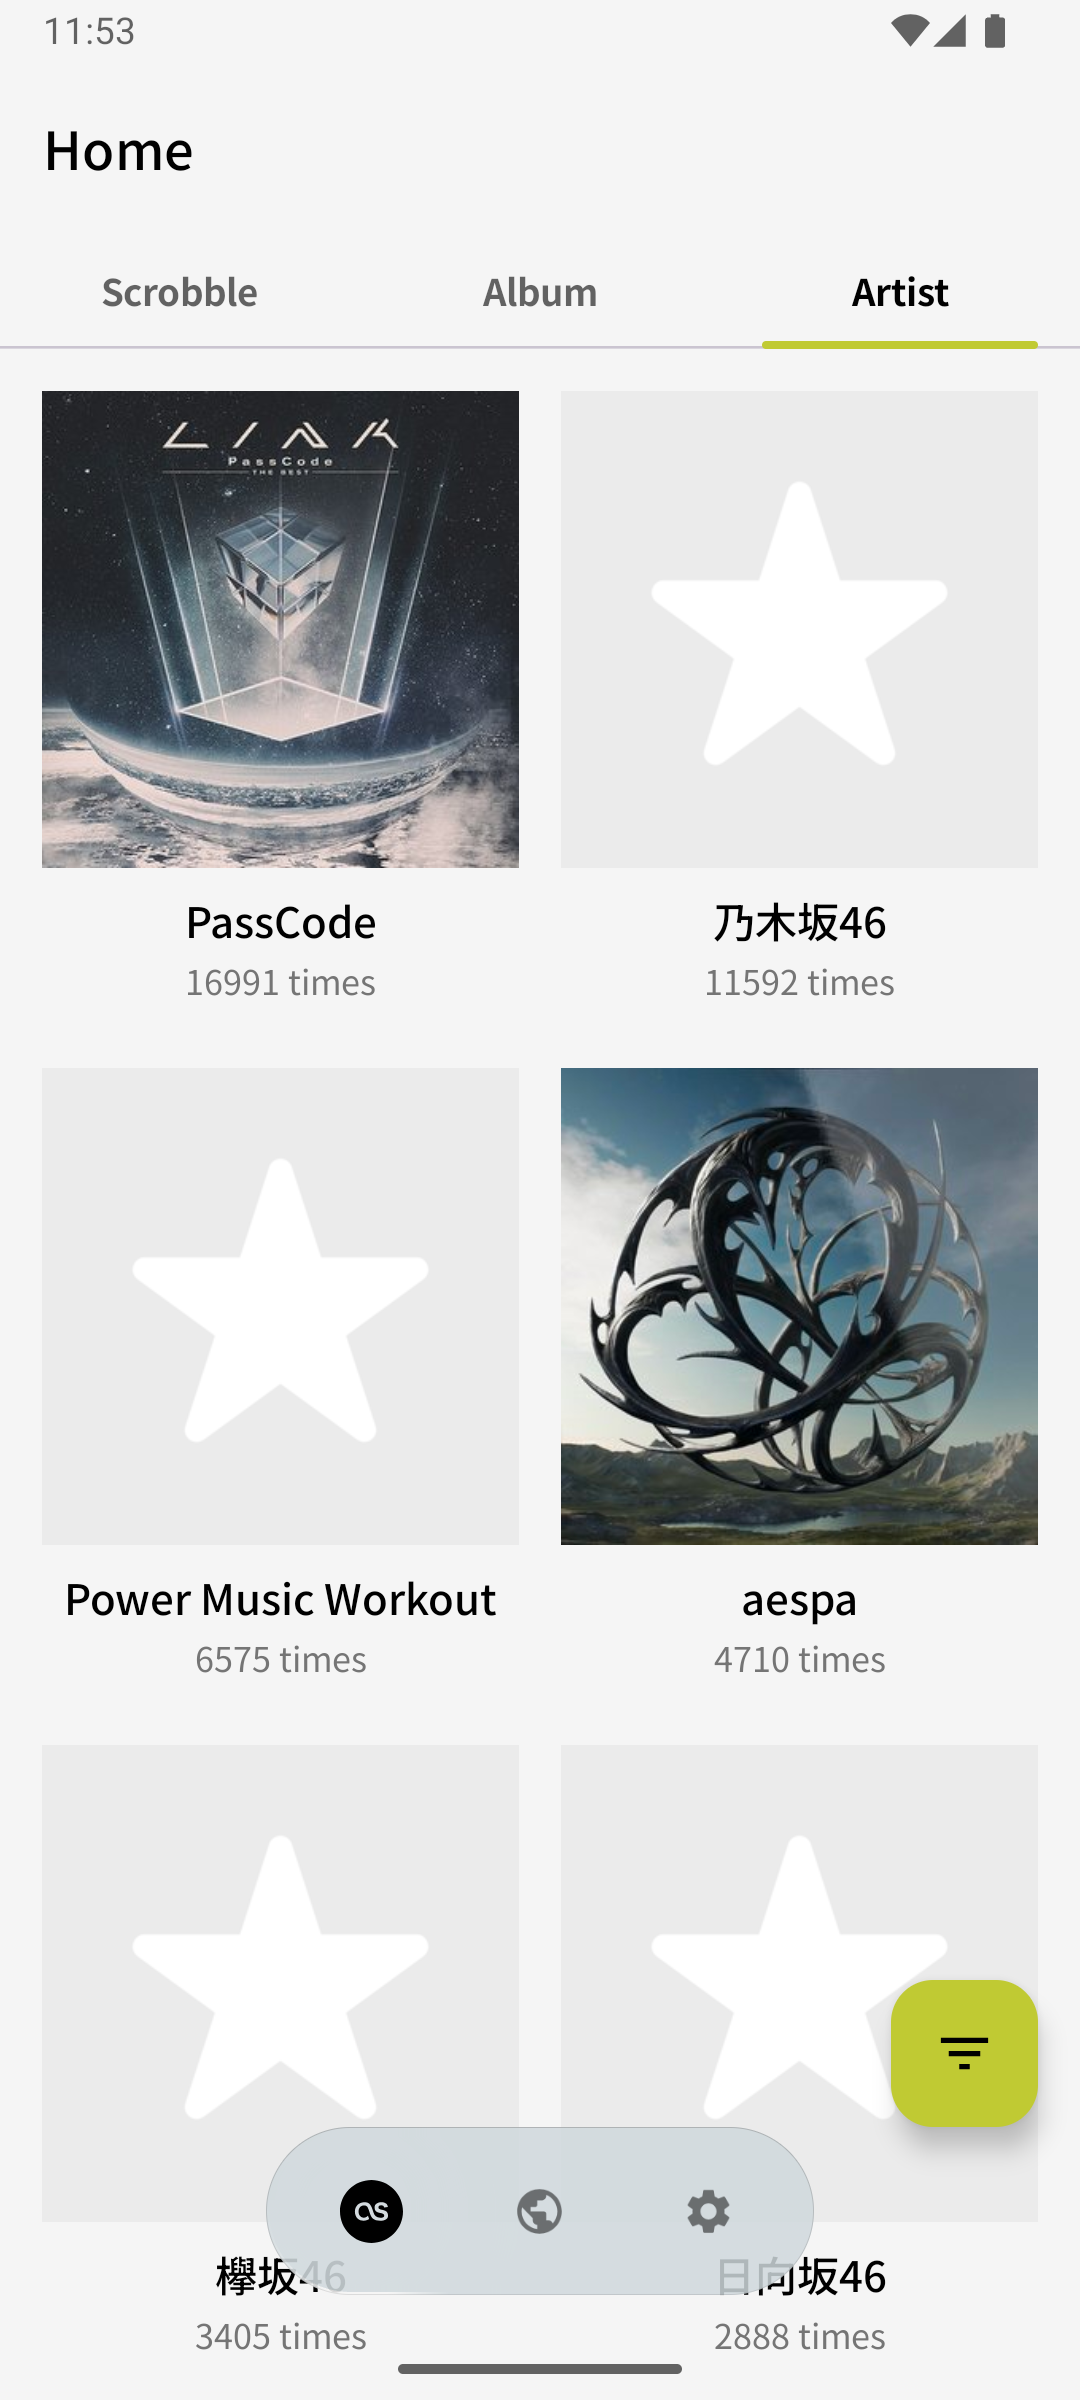 11:53
Home
Scrobble
Album
Artist
LINK
PassCode
THE BEST
PassCode
16991 times
乃木坂46
11592 times
Power Music Workout
6575 times
aespa
4710 times
欅坂46
3405 times
日向坂46
2888 times